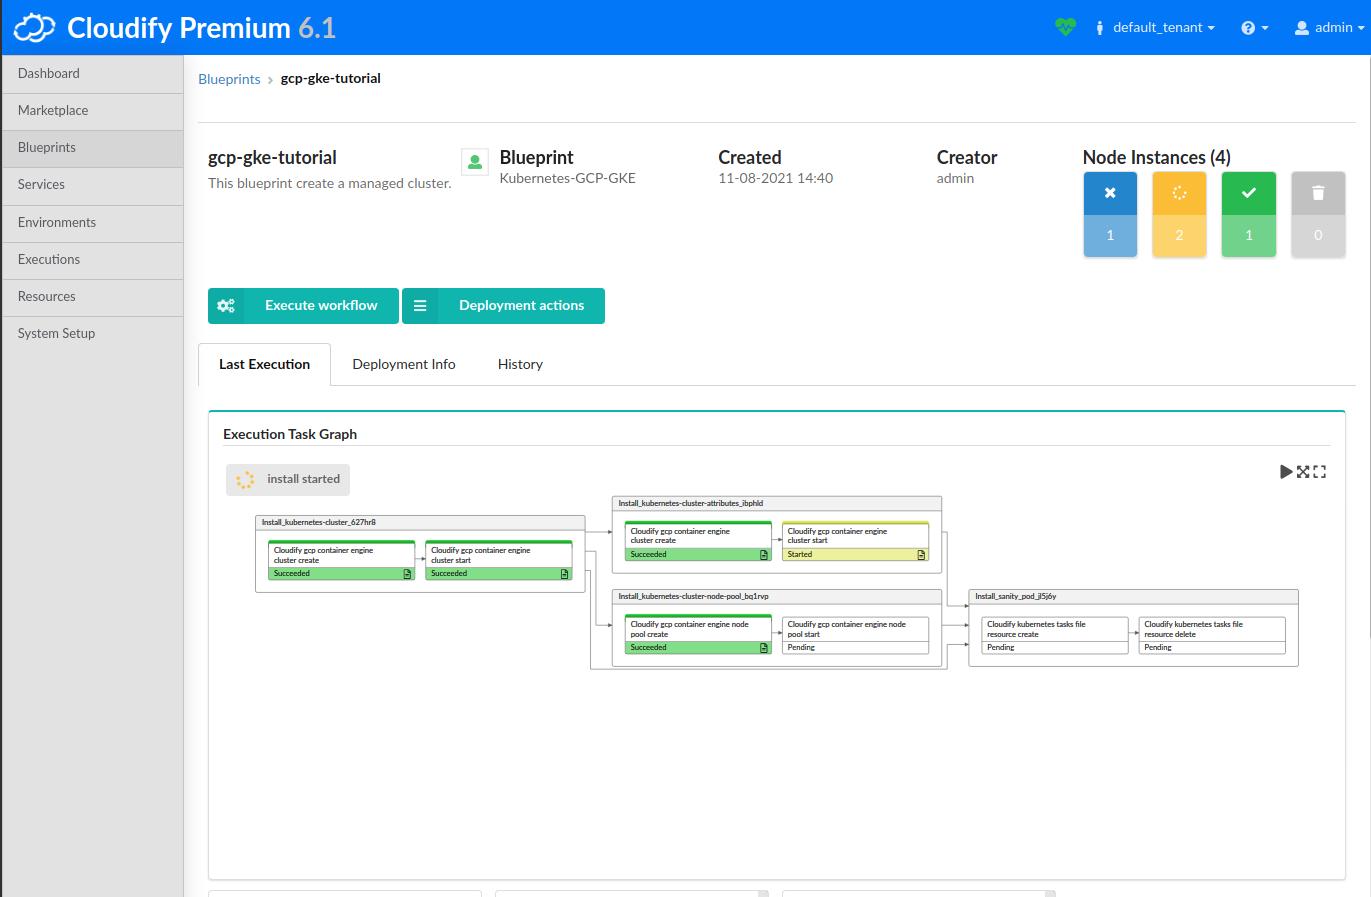 Cloudify Premium 6.1
default_tenant
admin
Dashboard
Marketplace
Blueprints
Services
Environments
Executions
Resources
System Setup
Blueprints › gcp-gke-tutorial
gcp-gke-tutorial
This blueprint create a managed cluster.
Blueprint
Kubernetes-GCP-GKE
Created
11-08-2021 14:40
Creator
admin
Node Instances (4)
1
2
1
0
Execute workflow
Deployment actions
Last Execution
Deployment Info
History
Execution Task Graph
install started
Install_kubernetes-cluster_627hr8
Cloudify gcp container engine
cluster create
Succeeded
Cloudify gcp container engine
cluster start
Succeeded
Install_kubernetes-cluster-attributes_ibphld
Cloudify gcp container engine
cluster create
Succeeded
Cloudify gcp container engine
cluster start
Started
Install_kubernetes-cluster-node-pool_bq1rvp
Cloudify gcp container engine node
pool create
Succeeded
Cloudify gcp container engine node
pool start
Pending
Install_sanity_pod_jl5j6y
Cloudify kubernetes tasks file
resource create
Pending
Cloudify kubernetes tasks file
resource delete
Pending